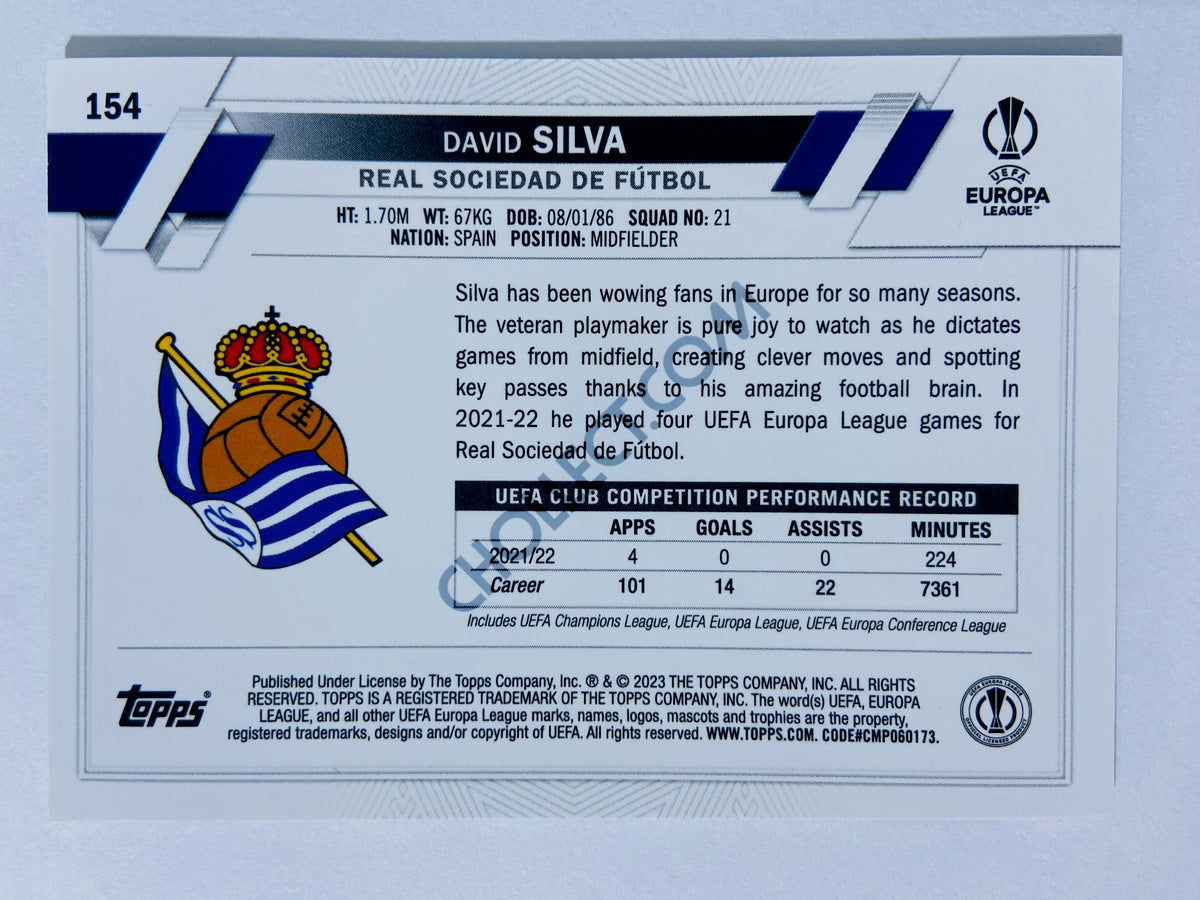 154
DAVID SILVA
REAL SOCIEDAD DE FÚTBOL
HT: 1.70M WT: 67KG DOB: 08/01/86 SQUAD NO: 21
NATION: SPAIN POSITION: MIDFIELDER
UEFA
EUROPA
LEAGUE™
Silva has been wowing fans in Europe for so many seasons.
The veteran playmaker is pure joy to watch as he dictates
games from midfield, creating clever moves and spotting
key passes thanks to his amazing football brain. In
2021-22 he played four UEFA Europa League games for
Real Sociedad de Fútbol.
CHOLLECT.COM
UEFA CLUB COMPETITION PERFORMANCE RECORD
APPS GOALS ASSISTS MINUTES
2021/22 4 0 0 224
Career 101 14 22 7361
Includes UEFA Champions League, UEFA Europa League, UEFA Europa Conference League
Topps®
Published Under License by The Topps Company, Inc. ® & © 2023 THE TOPPS COMPANY, INC. ALL RIGHTS
RESERVED. TOPPS IS A REGISTERED TRADEMARK OF THE TOPPS COMPANY, INC. The word(s) UEFA, EUROPA
LEAGUE, and all other UEFA Europa League marks, names, logos, mascots and trophies are the property,
registered trademarks, designs and/or copyright of UEFA. All rights reserved. WWW.TOPPS.COM. CODE#CMP060173.
UEFA EUROPA LEAGUE
OFFICIAL LICENSED PRODUCT